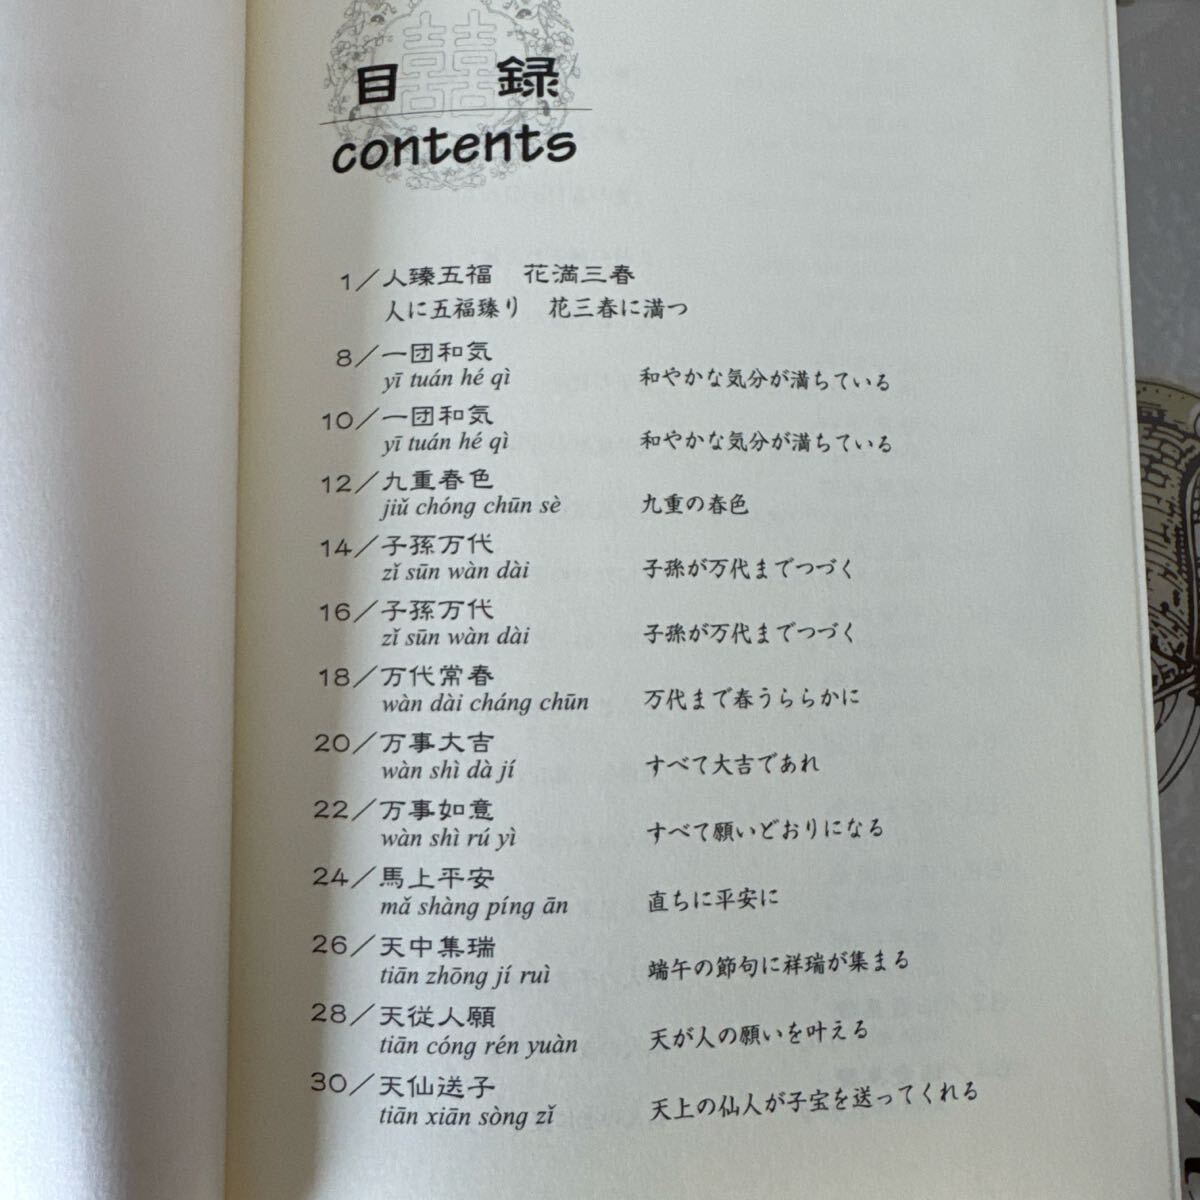 目　録
contents
1／人臻五福　花満三春
人に五福臻り　花三春に満つ
8／一団和気
yī tuán hé qì　和やかな気分が満ちている
10／一団和気
yī tuán hé qì　和やかな気分が満ちている
12／九重春色
jiǔ chóng chūn sè　九重の春色
14／子孫万代
zǐ sūn wàn dài　子孫が万代までつづく
16／子孫万代
zǐ sūn wàn dài　子孫が万代までつづく
18／万代常春
wàn dài cháng chūn　万代まで春うららかに
20／万事大吉
wàn shì dà jí　すべて大吉であれ
22／万事如意
wàn shì rú yì　すべて願いどおりになる
24／馬上平安
mǎ shàng píng ān　直ちに平安に
26／天中集瑞
tiān zhōng jí ruì　端午の節句に祥瑞が集まる
28／天従人願
tiān cóng rén yuàn　天が人の願いを叶える
30／天仙送子
tiān xiān sòng zǐ　天上の仙人が子宝を送ってくれる